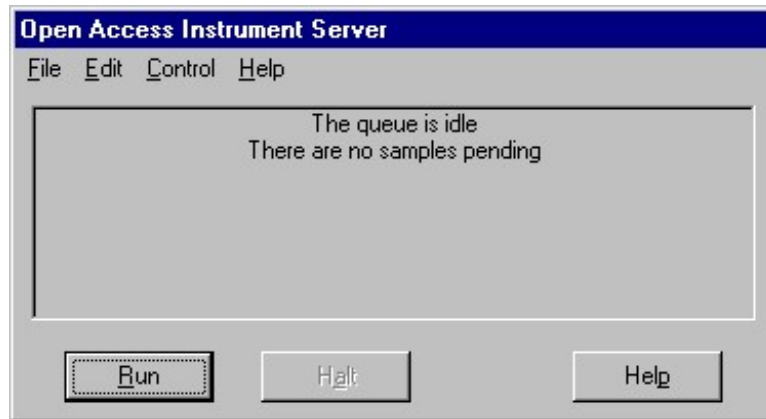 Open Access Instrument Server
File Edit Control Help
The queue is idle
There are no samples pending
Run Halt Help